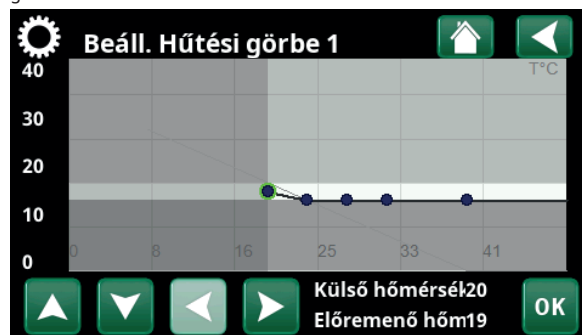 Beáll. Hűtési görbe 1
40
T°C
30
20
10
0 8 16 25 33 41
0
Külső hőmérsék20
Előremenő hőm19
OK